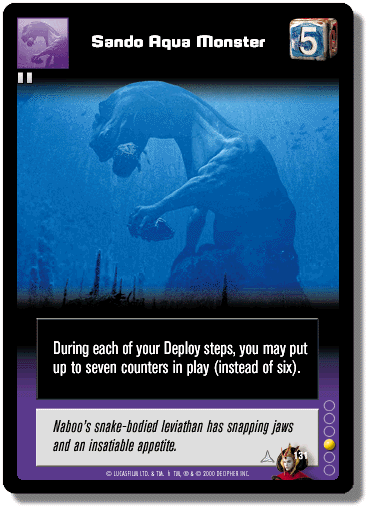 Sando Aqua Monster
5
During each of your Deploy steps, you may put
up to seven counters in play (instead of six).
Naboo's snake-bodied leviathan has snapping jaws
and an insatiable appetite.
131
© LUCASFILM LTD. & TM. TM, ® & © 2000 DECIPHER INC.